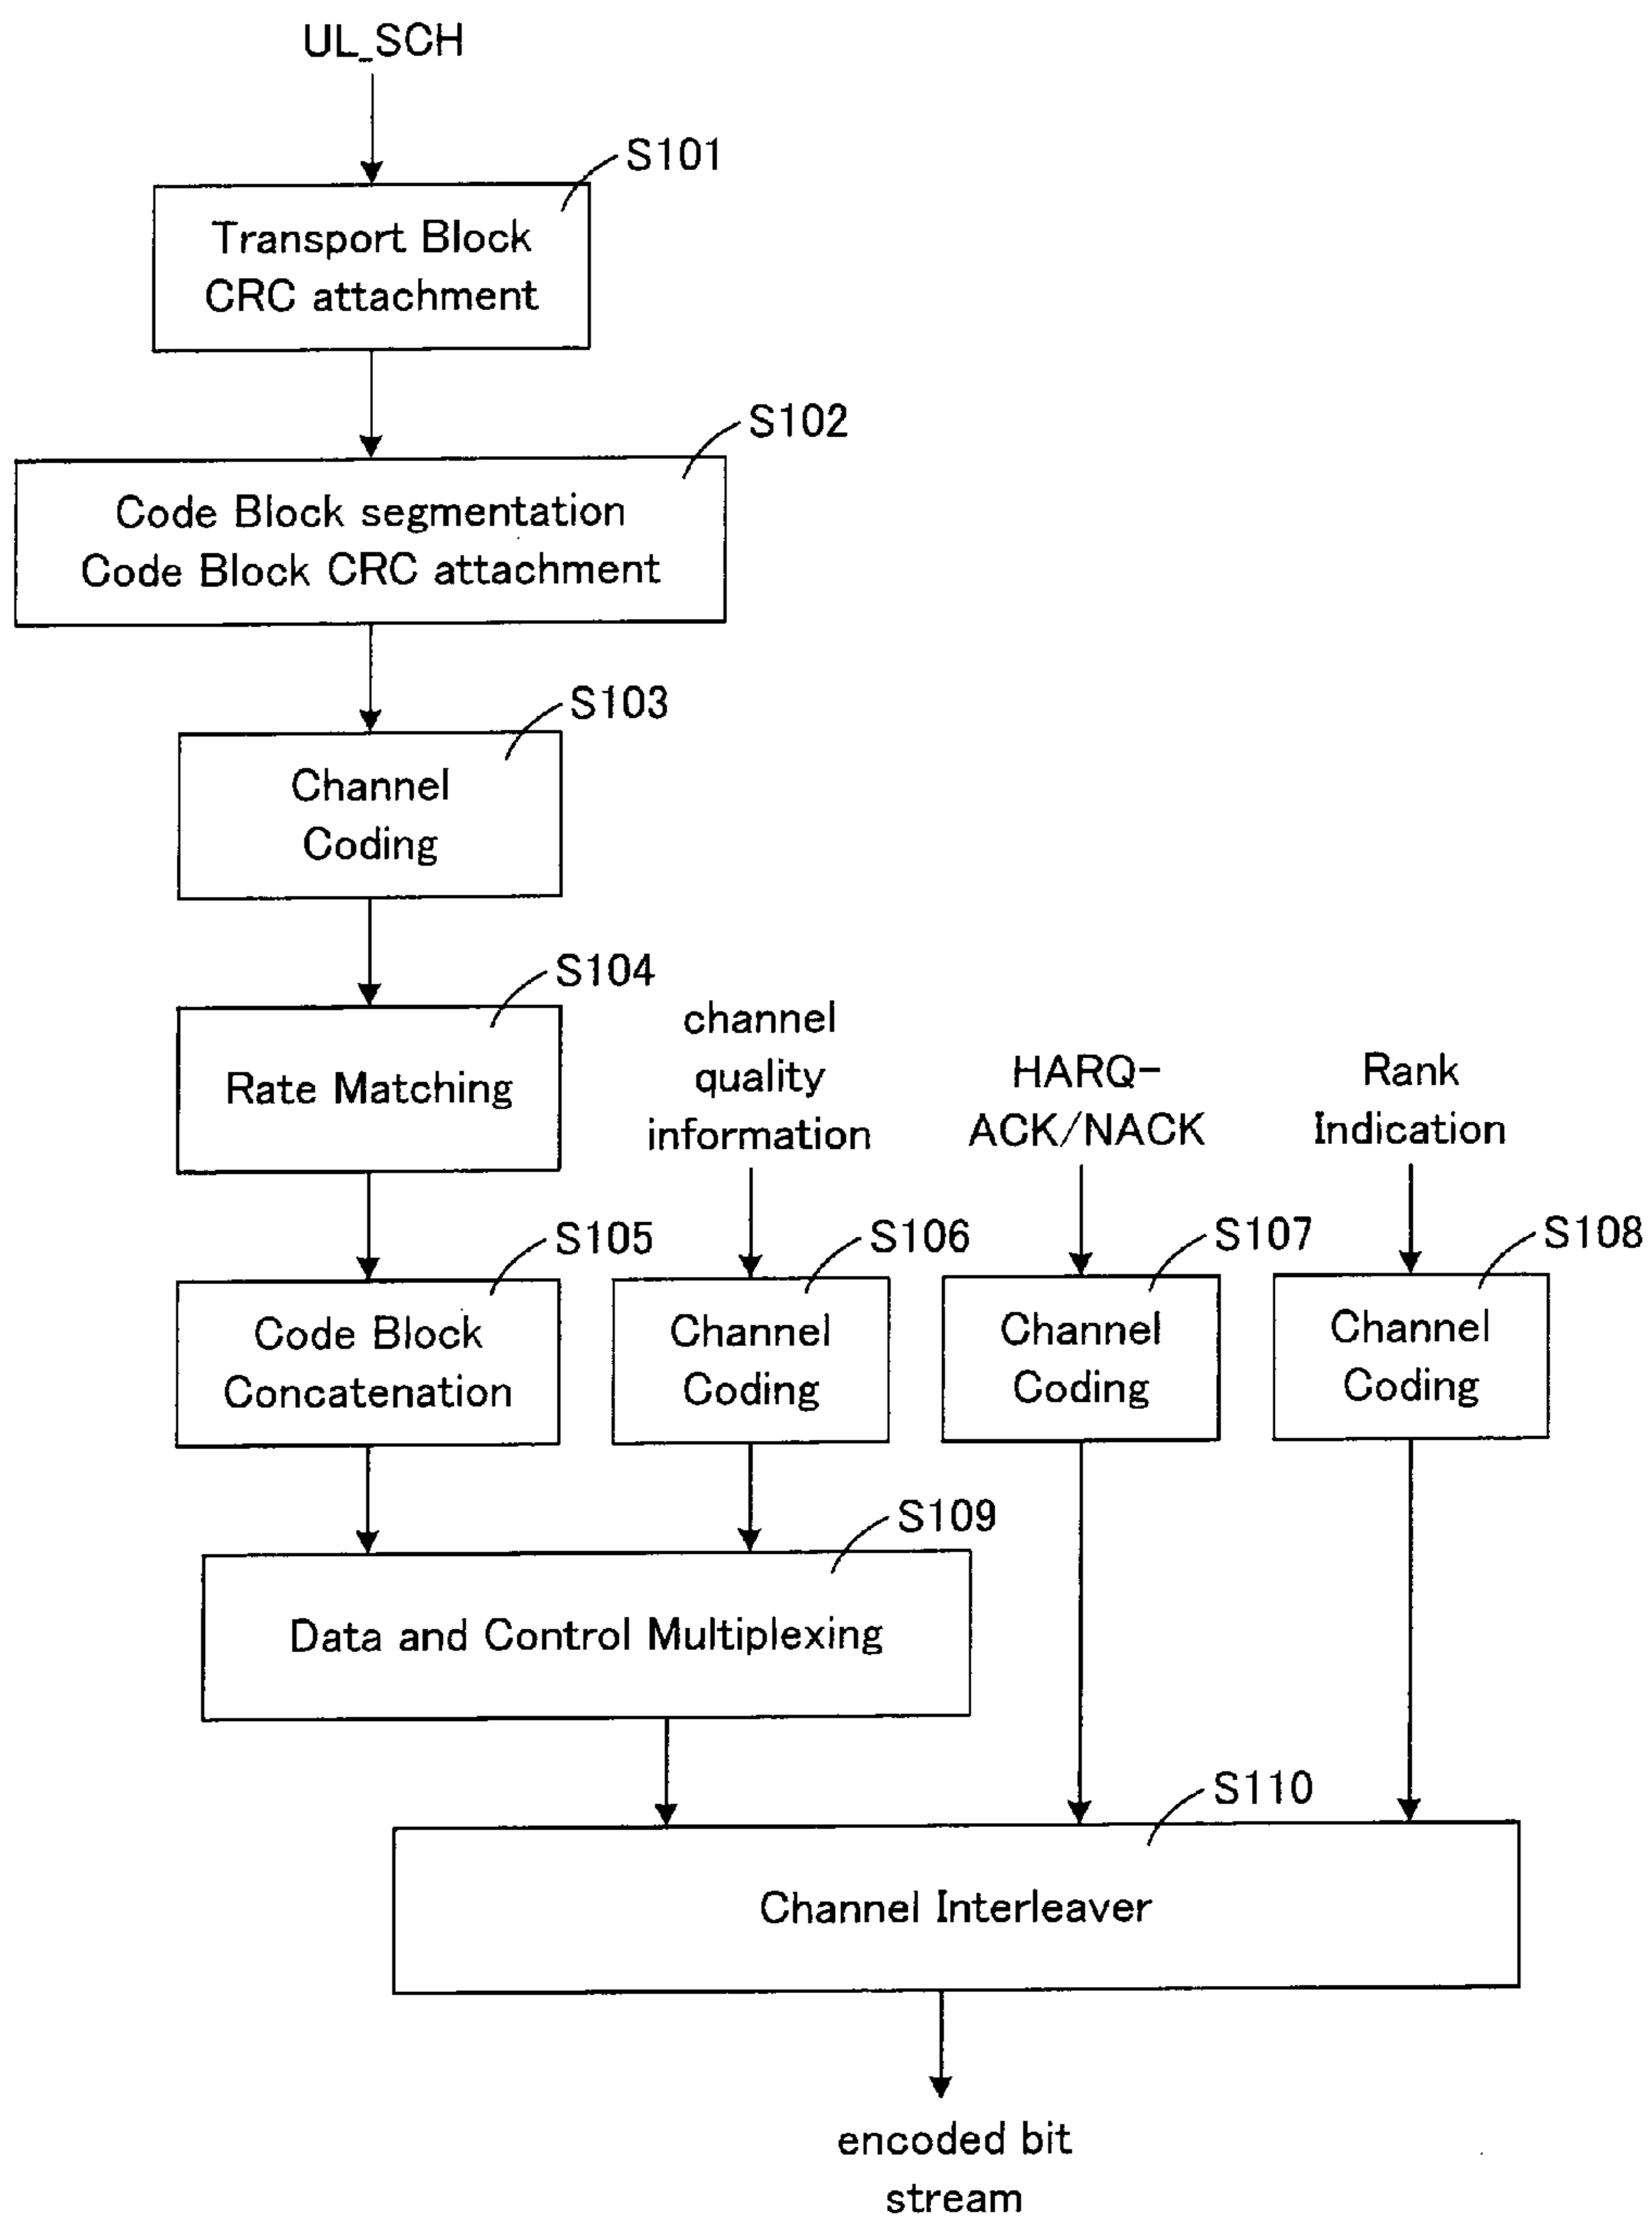 UL_SCH
S101
Transport Block
CRC attachment
S102
Code Block segmentation
Code Block CRC attachment
S103
Channel
Coding
S104
Rate Matching
channel
quality
information
HARQ-
ACK/NACK
Rank
Indication
S105
Code Block
Concatenation
S106
Channel
Coding
S107
Channel
Coding
S108
Channel
Coding
S109
Data and Control Multiplexing
S110
Channel Interleaver
encoded bit
stream